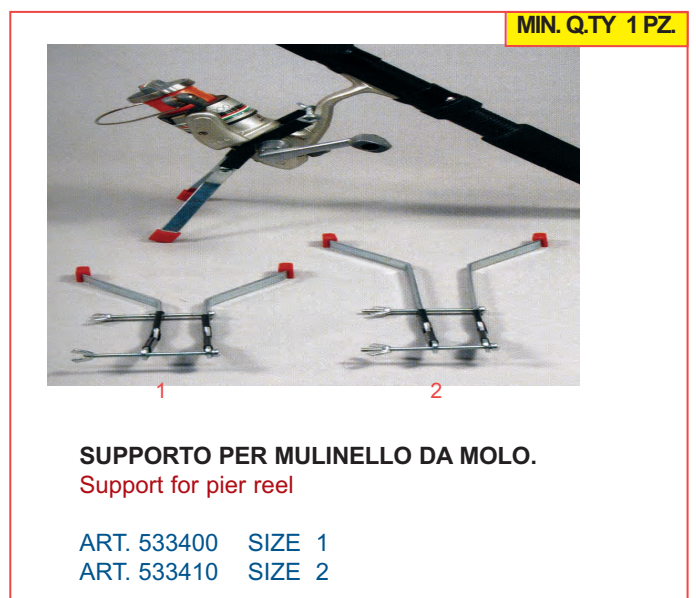 MIN. Q.TY 1 PZ.
1
2
SUPPORTO PER MULINELLO DA MOLO.
Support for pier reel
ART. 533400 SIZE 1
ART. 533410 SIZE 2